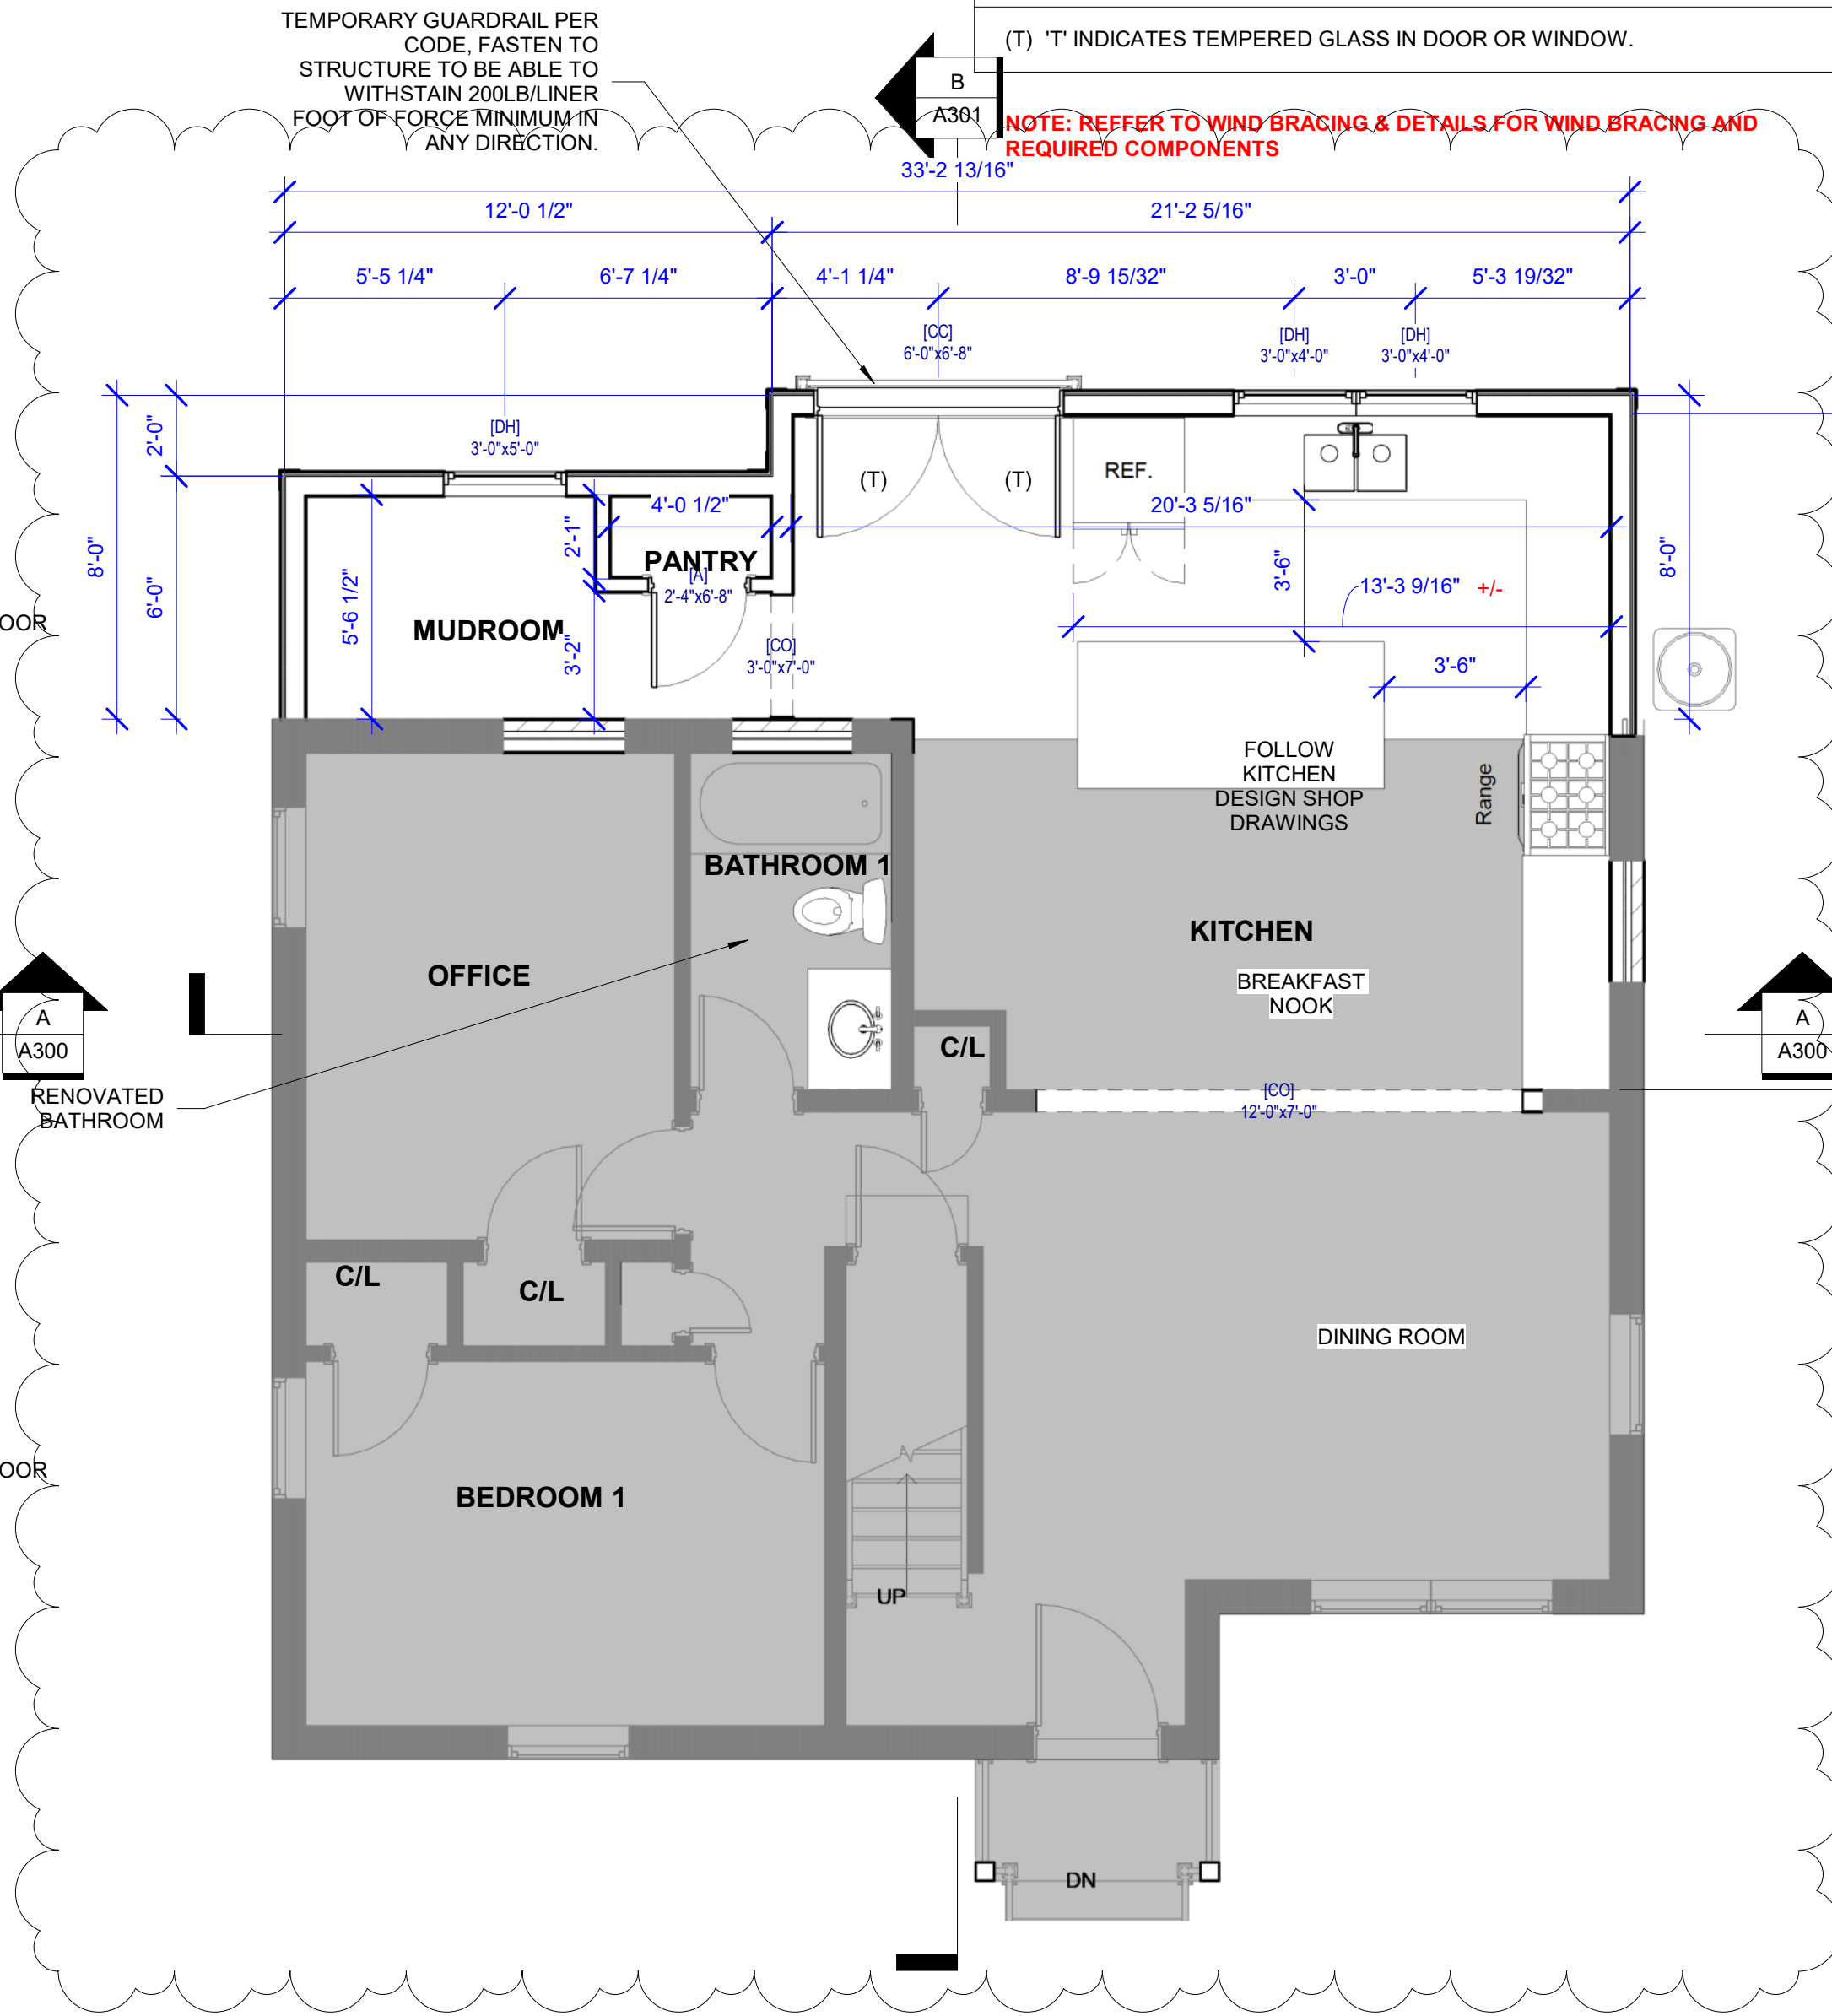 TEMPORARY GUARDRAIL PER
CODE, FASTEN TO
STRUCTURE TO BE ABLE TO
WITHSTAIN 200LB/LINER
FOOT OF FORCE MINIMUM IN
ANY DIRECTION.
(T) 'T' INDICATES TEMPERED GLASS IN DOOR OR WINDOW.
B
A301
NOTE: REFFER TO WIND BRACING & DETAILS FOR WIND BRACING AND
REQUIRED COMPONENTS
33'-2 13/16"
12'-0 1/2"
21'-2 5/16"
5'-5 1/4"
6'-7 1/4"
4'-1 1/4"
8'-9 15/32"
3'-0"
5'-3 19/32"
[CC]
6'-0"x6'-8"
[DH]
3'-0"x4'-0"
[DH]
3'-0"x4'-0"
[DH]
3'-0"x5'-0"
2'-0"
8'-0"
6'-0"
5'-6 1/2"
2'-1"
4'-0 1/2"
PANTRY
[A]
2'-4"x6'-8"
MUDROOM
3'-2"
[CO]
3'-0"x7'-0"
(T)
(T)
REF.
20'-3 5/16"
3'-6"
13'-3 9/16" +/-
3'-6"
8'-0"
OOR
FOLLOW
KITCHEN
DESIGN SHOP
DRAWINGS
Range
BATHROOM 1
KITCHEN
BREAKFAST
NOOK
OFFICE
A
A300
A
A300
RENOVATED
BATHROOM
C/L
[CO]
12'-0"x7'-0"
C/L
C/L
DINING ROOM
OOR
BEDROOM 1
UP
DN